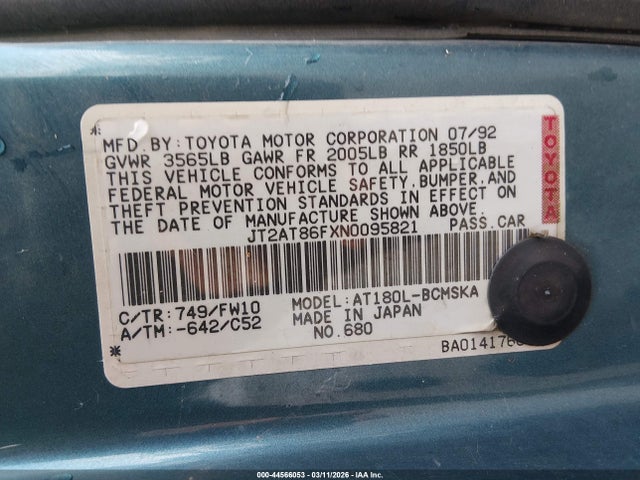 MFD.BY:TOYOTA MOTOR CORPORATION 07/92
GVWR 3565LB GAWR FR 2005LB RR 1850LB
THIS VEHICLE CONFORMS TO ALL APPLICABLE
FEDERAL MOTOR VEHICLE SAFETY,BUMPER,AND
THEFT PREVENTION STANDARDS IN EFFECT ON
THE DATE OF MANUFACTURE SHOWN ABOVE.
JT2AT86FXN0095821 PASS.CAR
TOYOTA
C/TR:749/FW10 MODEL:AT180L-BCMSKA
A/TM:-642/C52 MADE IN JAPAN
NO.680
BA014176
000-44566053 | 03/11/2026 | IAA Inc.